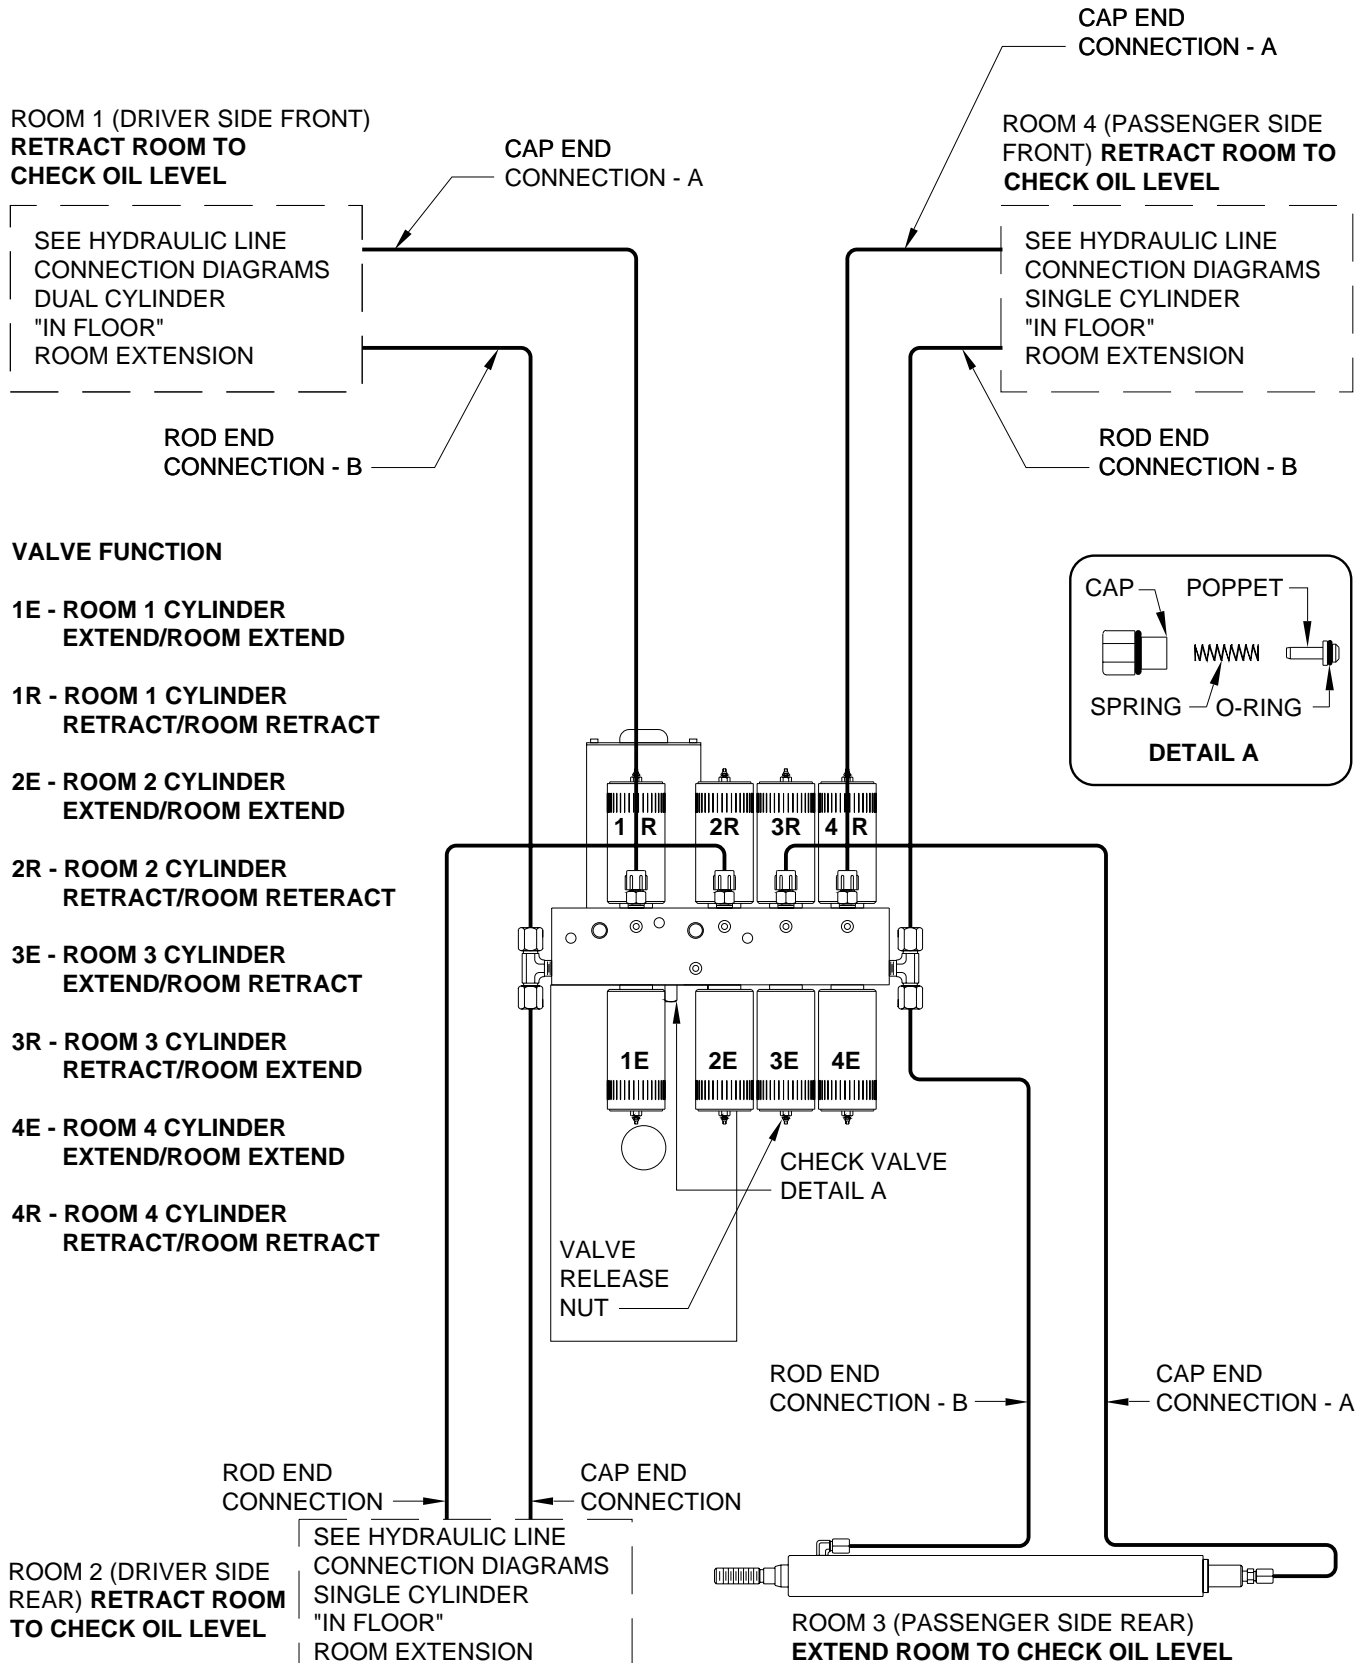 CAP END
CONNECTION - A
ROOM 1 (DRIVER SIDE FRONT)
RETRACT ROOM TO
CHECK OIL LEVEL
CAP END
CONNECTION - A
ROOM 4 (PASSENGER SIDE
FRONT) RETRACT ROOM TO
CHECK OIL LEVEL
SEE HYDRAULIC LINE
CONNECTION DIAGRAMS
DUAL CYLINDER
"IN FLOOR"
ROOM EXTENSION
SEE HYDRAULIC LINE
CONNECTION DIAGRAMS
SINGLE CYLINDER
"IN FLOOR"
ROOM EXTENSION
ROD END
CONNECTION - B
ROD END
CONNECTION - B
VALVE FUNCTION
1E - ROOM 1 CYLINDER
EXTEND/ROOM EXTEND
1R - ROOM 1 CYLINDER
RETRACT/ROOM RETRACT
2E - ROOM 2 CYLINDER
EXTEND/ROOM EXTEND
2R - ROOM 2 CYLINDER
RETRACT/ROOM RETERACT
3E - ROOM 3 CYLINDER
EXTEND/ROOM RETRACT
3R - ROOM 3 CYLINDER
RETRACT/ROOM EXTEND
4E - ROOM 4 CYLINDER
EXTEND/ROOM EXTEND
4R - ROOM 4 CYLINDER
RETRACT/ROOM RETRACT
CAP POPPET
SPRING O-RING
DETAIL A
1 R 2R 3R 4 R
1E 2E 3E 4E
CHECK VALVE
DETAIL A
VALVE
RELEASE
NUT
ROD END
CONNECTION - B
CAP END
CONNECTION - A
ROD END
CONNECTION
CAP END
CONNECTION
SEE HYDRAULIC LINE
CONNECTION DIAGRAMS
SINGLE CYLINDER
"IN FLOOR"
ROOM EXTENSION
ROOM 2 (DRIVER SIDE
REAR) RETRACT ROOM
TO CHECK OIL LEVEL
ROOM 3 (PASSENGER SIDE REAR)
EXTEND ROOM TO CHECK OIL LEVEL